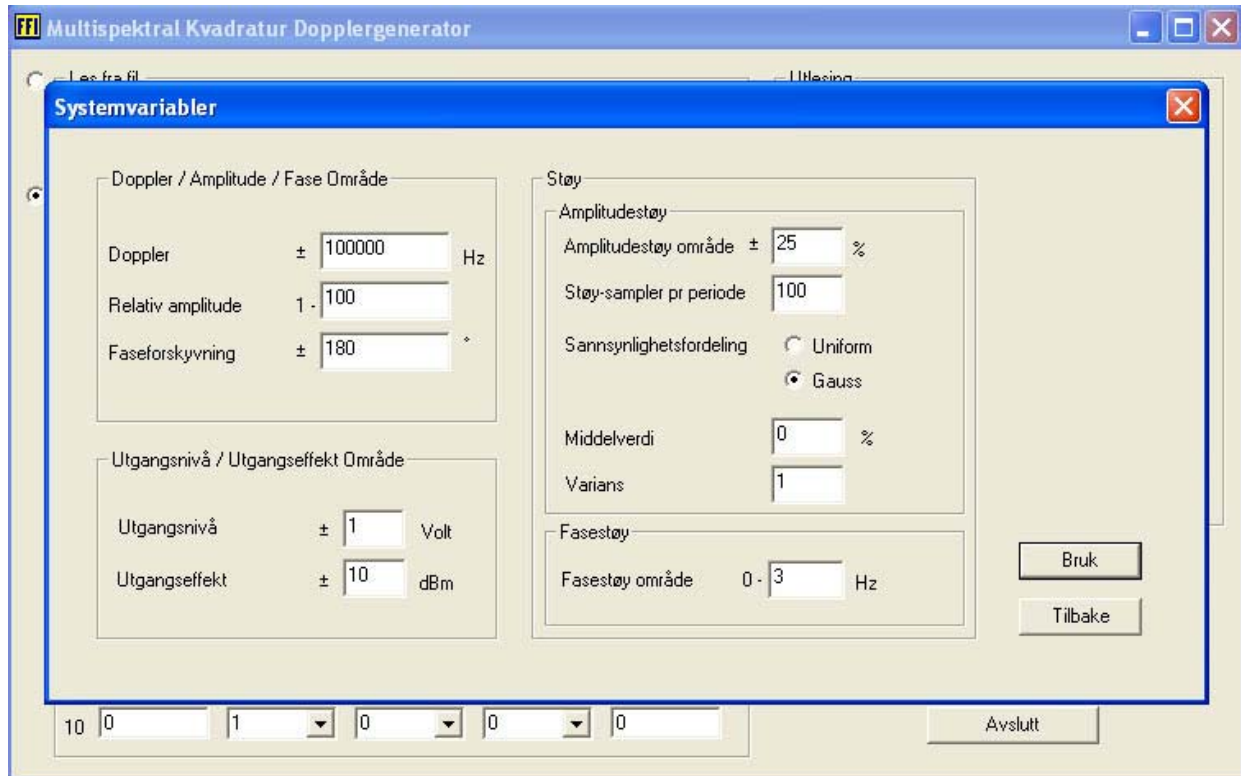 FFI Multispektral Kvadratur Dopplergenerator
Les fra fil
Utlesing
Systemvariabler
Doppler / Amplitude / Fase Område
Doppler ± 100000 Hz
Relativ amplitude 1 - 100
Faseforskyvning ± 180 °
Utgangsnivå / Utgangseffekt Område
Utgangsnivå ± 1 Volt
Utgangseffekt ± 10 dBm
Støy
Amplitudestøy
Amplitudestøy område ± 25 %
Støy-sampler pr periode 100
Sannsynlighetsfordeling Uniform
Gauss
Middelverdi 0 %
Varians 1
Fasestøy
Fasestøy område 0 - 3 Hz
Bruk
Tilbake
10 0 1 0 0 0
Avslutt